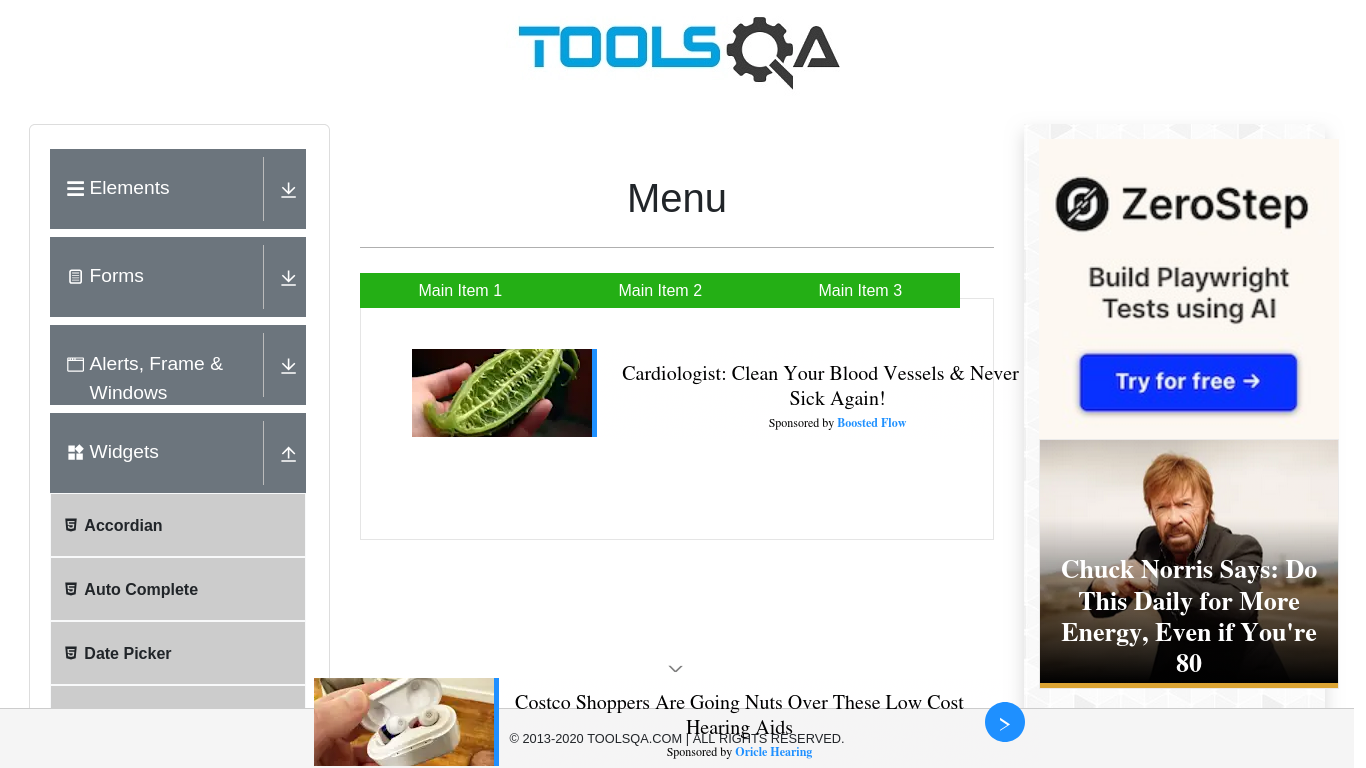 TOOLSQA
Elements
Forms
Alerts, Frame &
Windows
Widgets
Accordian
Auto Complete
Date Picker
Menu
Main Item 1
Main Item 2
Main Item 3
Cardiologist: Clean Your Blood Vessels & Never
Sick Again!
Sponsored by Boosted Flow
ZeroStep
Build Playwright
Tests using AI
Try for free →
Chuck Norris Says: Do
This Daily for More
Energy, Even if You're
80
Costco Shoppers Are Going Nuts Over These Low Cost
Hearing Aids
© 2013-2020 TOOLSQA.COM | ALL RIGHTS RESERVED.
Sponsored by Oricle Hearing